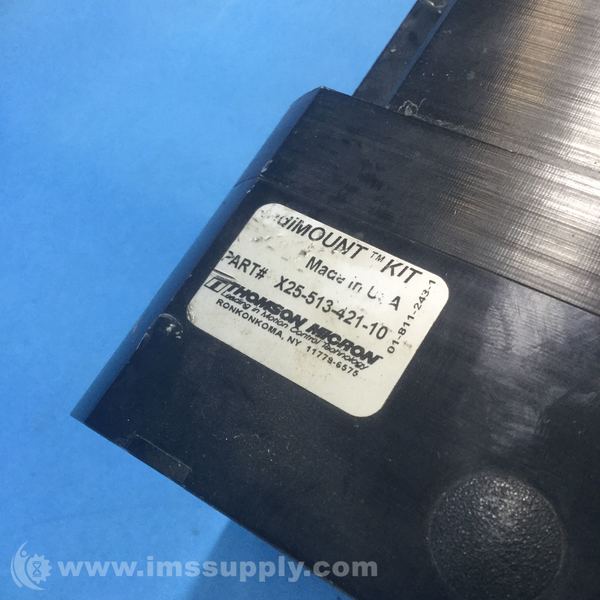 diMOUNT™ KIT
Made in U A
PART# X25-513-421-10
THOMSON MICRON
Leading in Motion Control Technology
RONKONKOMA, NY 11779-6575
01-811-243-1
www.imssupply.com